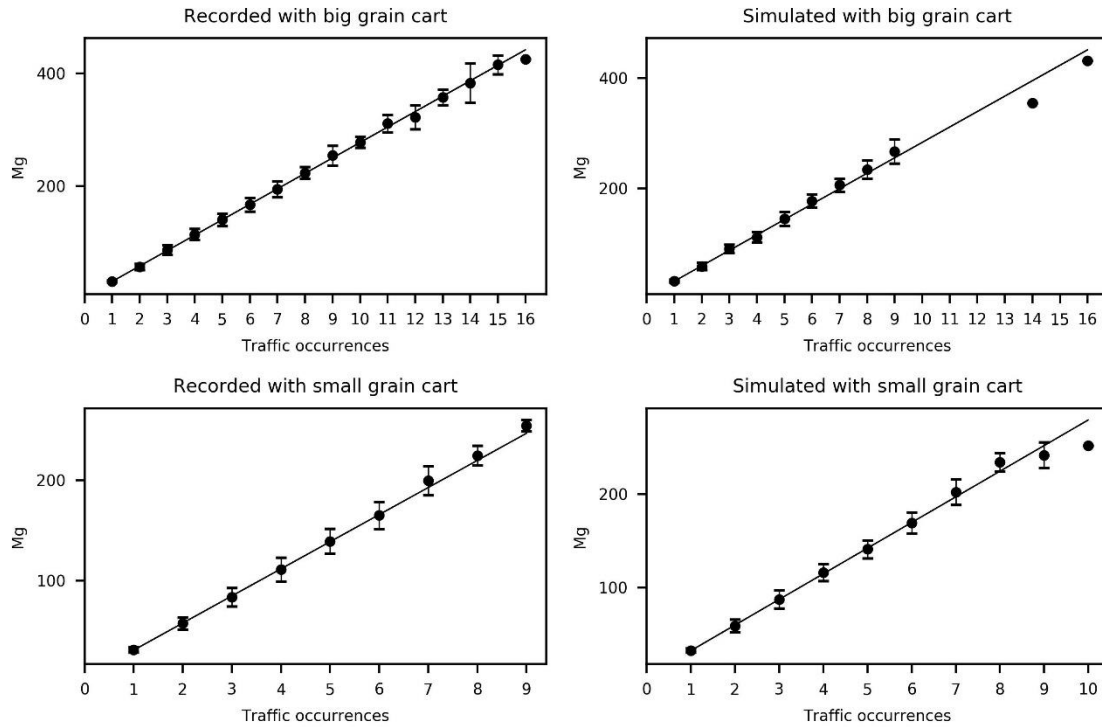 Recorded with big grain cart
Simulated with big grain cart
400
200
Mg
0 1 2 3 4 5 6 7 8 9 10 11 12 13 14 15 16
Traffic occurrences
400
200
Mg
0 1 2 3 4 5 6 7 8 9 10 11 12 13 14 15 16
Traffic occurrences
Recorded with small grain cart
Simulated with small grain cart
200
100
Mg
0 1 2 3 4 5 6 7 8 9
Traffic occurrences
200
100
Mg
0 1 2 3 4 5 6 7 8 9 10
Traffic occurrences